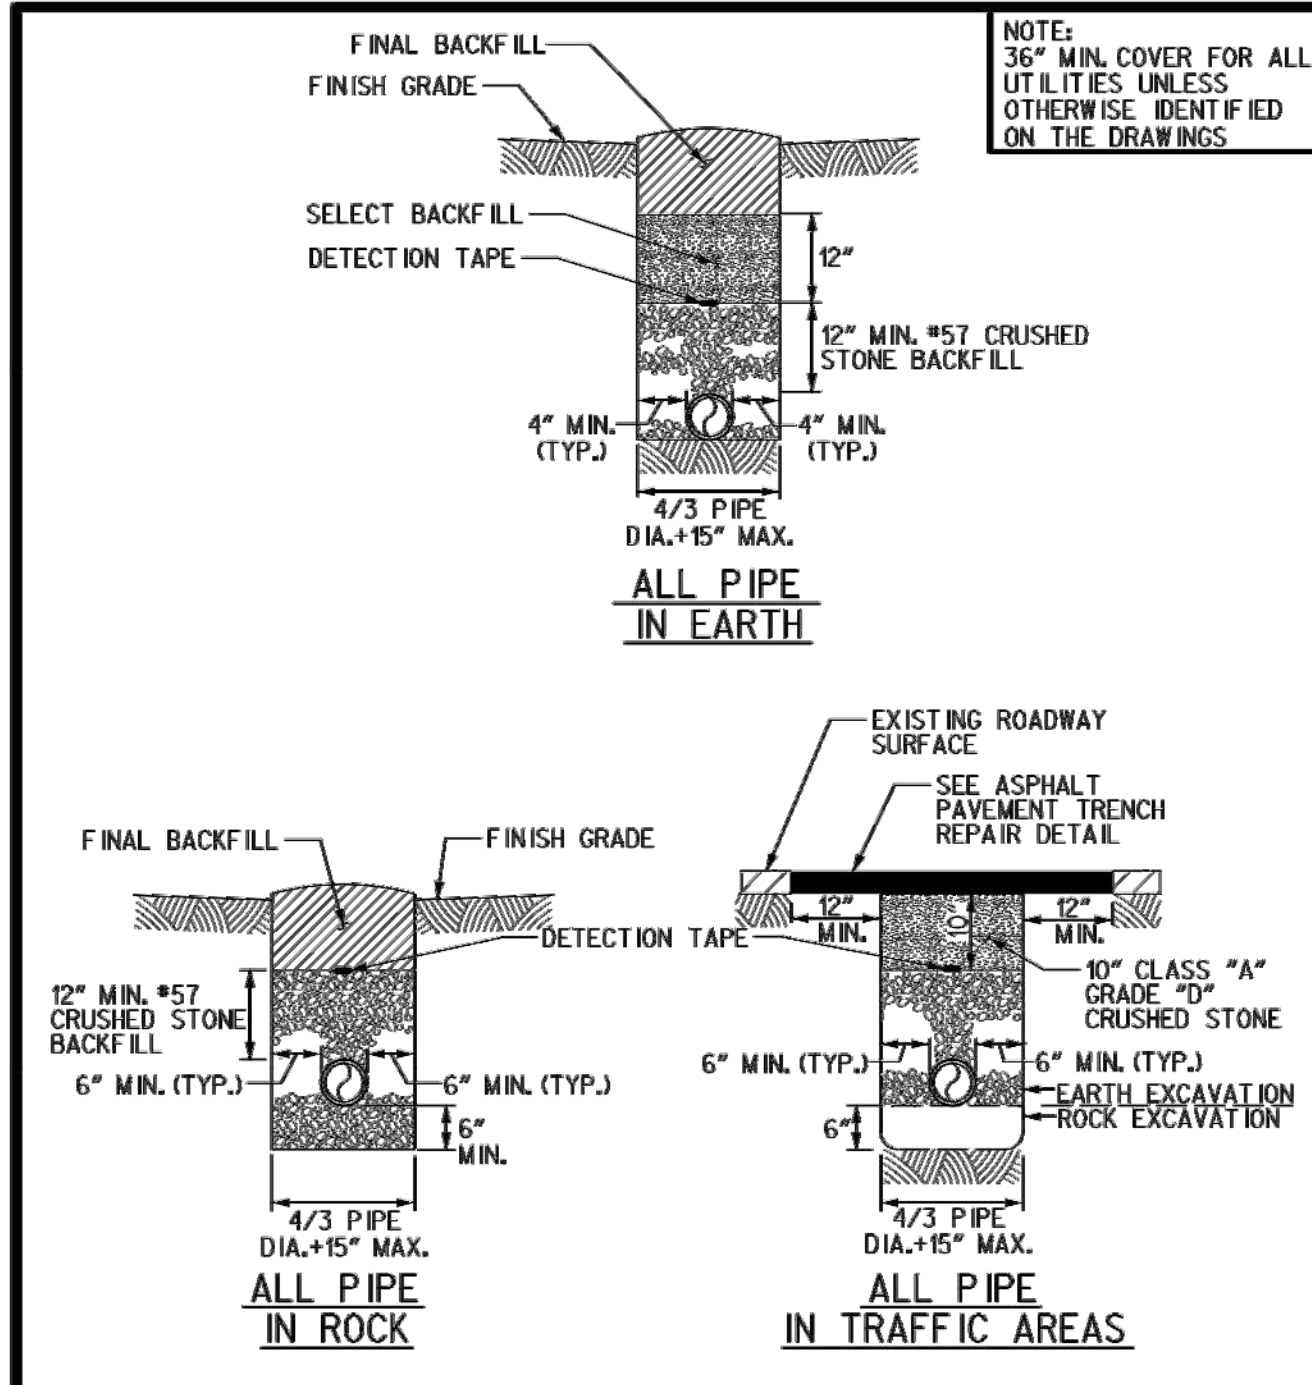 NOTE:
36" MIN. COVER FOR ALL
UTILITIES UNLESS
OTHERWISE IDENTIFIED
ON THE DRAWINGS
FINAL BACKFILL
FINISH GRADE
SELECT BACKFILL
DETECTION TAPE
12"
12" MIN. #57 CRUSHED
STONE BACKFILL
4" MIN.
(TYP.)
4" MIN.
(TYP.)
4/3 PIPE
DIA.+15" MAX.
ALL PIPE
IN EARTH
FINAL BACKFILL
FINISH GRADE
DETECTION TAPE
12" MIN. #57
CRUSHED STONE
BACKFILL
6" MIN. (TYP.)
6" MIN. (TYP.)
6"
MIN.
4/3 PIPE
DIA.+15" MAX.
ALL PIPE
IN ROCK
EXISTING ROADWAY
SURFACE
SEE ASPHALT
PAVEMENT TRENCH
REPAIR DETAIL
12"
MIN.
10"
12"
MIN.
10" CLASS "A"
GRADE "D"
CRUSHED STONE
6" MIN. (TYP.)
6" MIN. (TYP.)
EARTH EXCAVATION
ROCK EXCAVATION
6"
4/3 PIPE
DIA.+15" MAX.
ALL PIPE
IN TRAFFIC AREAS